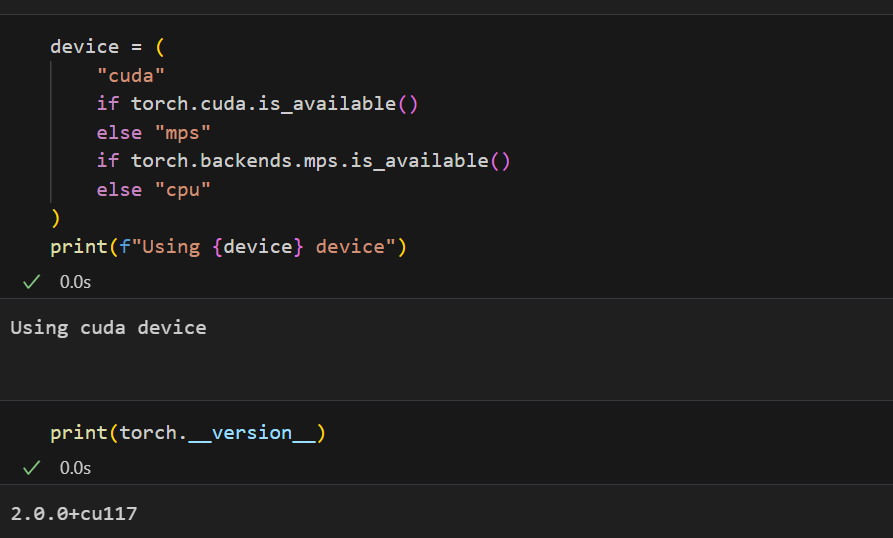 device = (
"cuda"
if torch.cuda.is_available()
else "mps"
if torch.backends.mps.is_available()
else "cpu"
)
print(f"Using {device} device")
0.0s
Using cuda device
print(torch.__version__)
0.0s
2.0.0+cu117